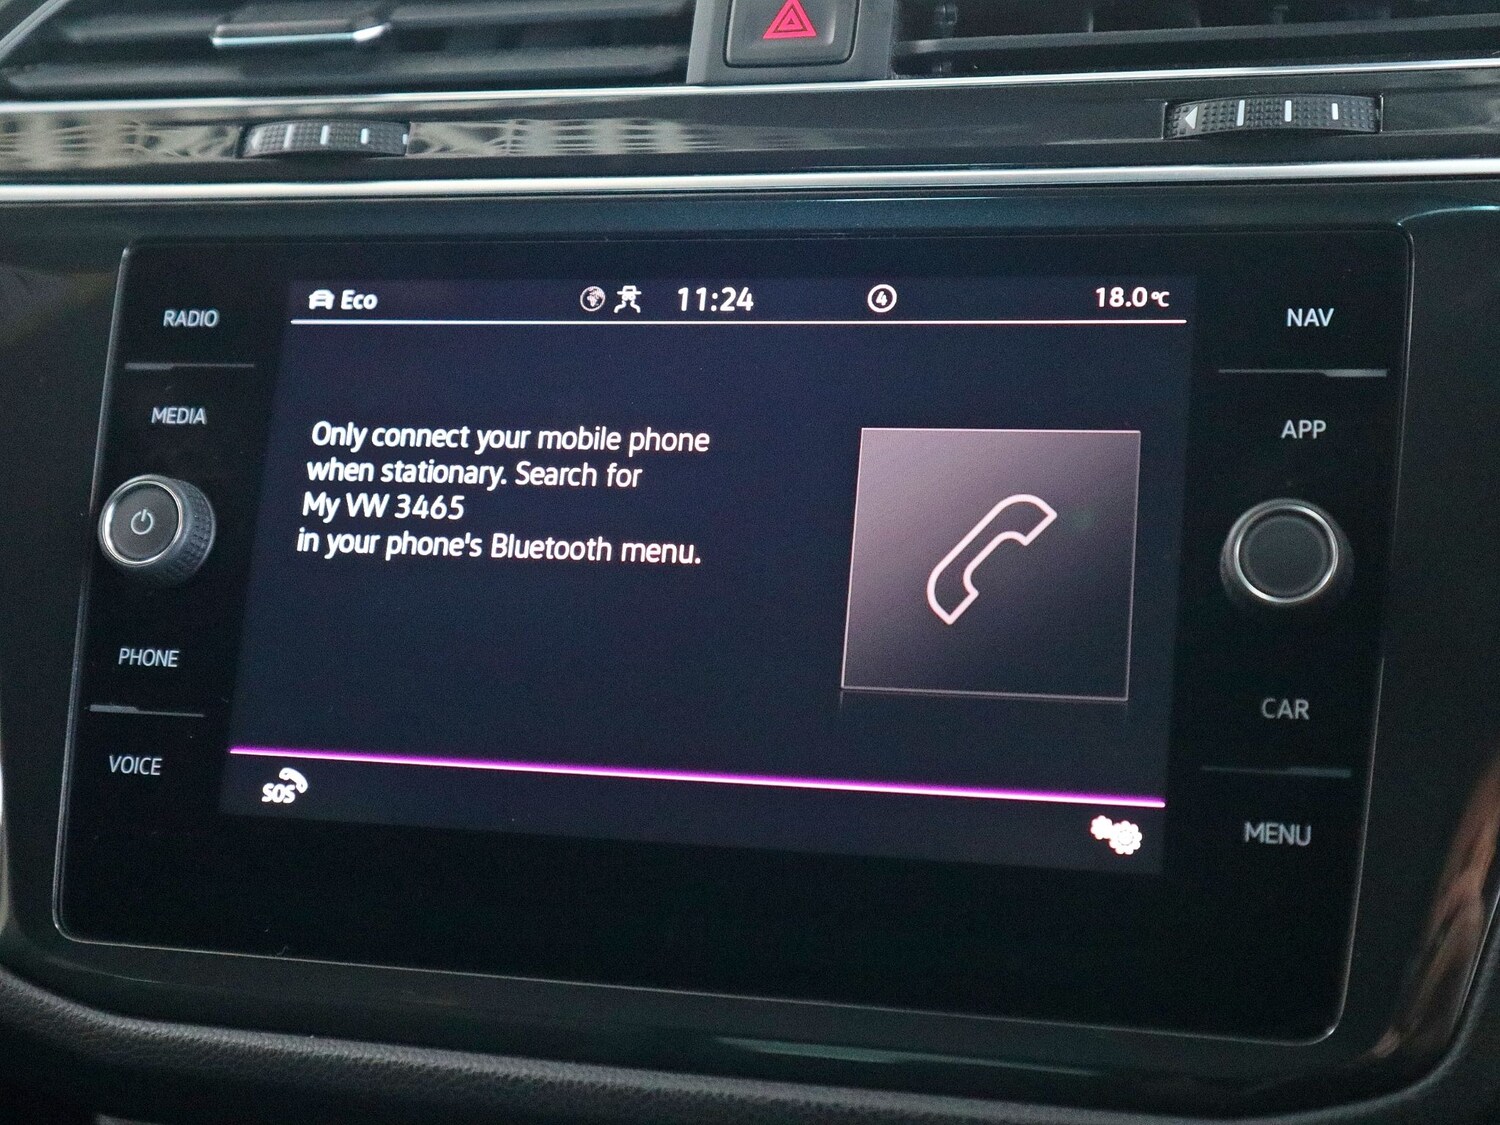 Eco 11:24 4 18.0°C
RADIO
MEDIA
PHONE
VOICE
Only connect your mobile phone
when stationary. Search for
My VW 3465
in your phone's Bluetooth menu.
SOS
NAV
APP
CAR
MENU